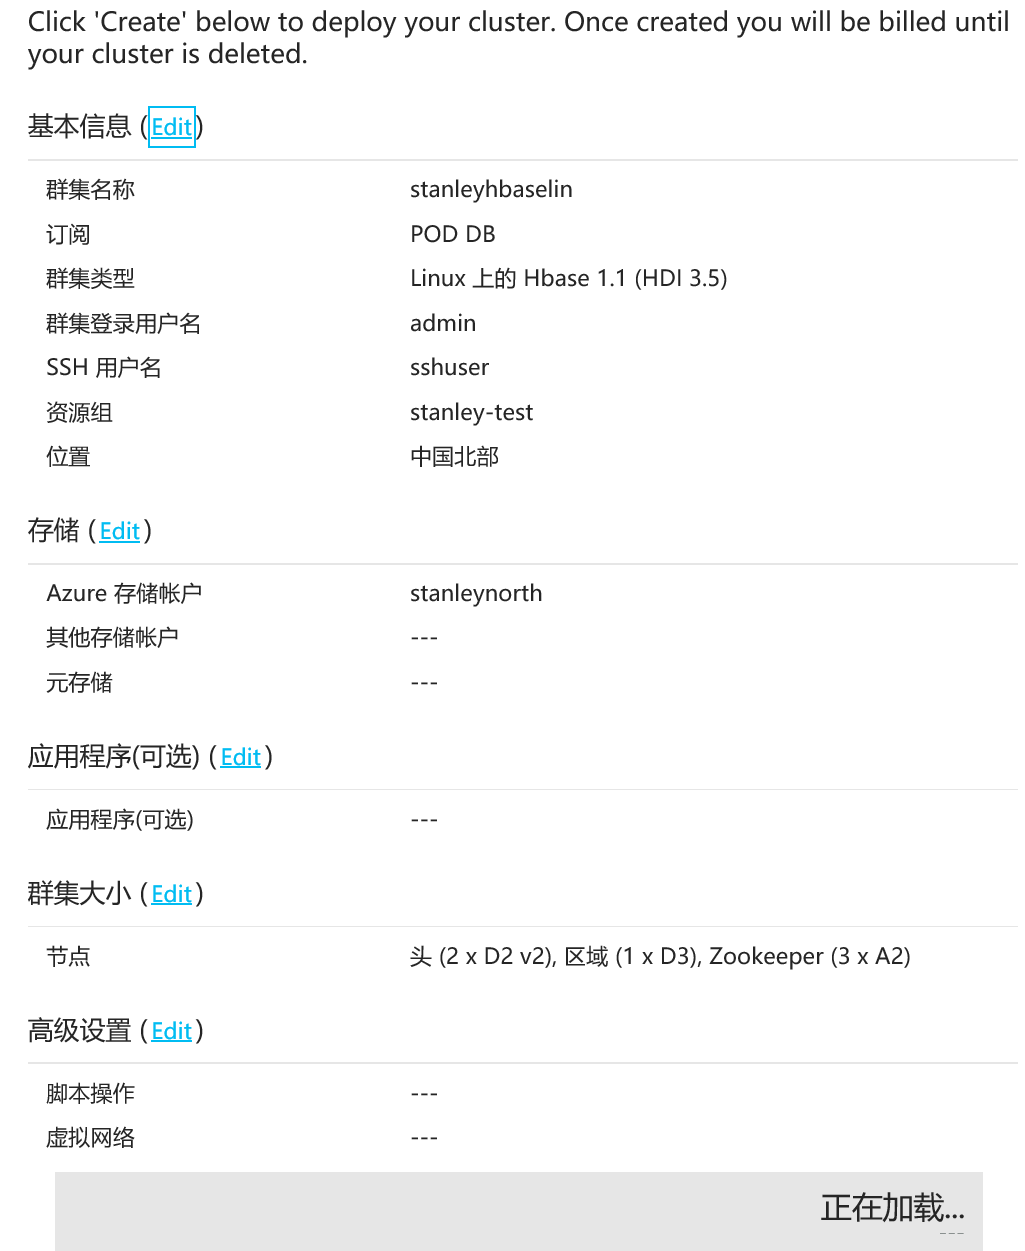 Click 'Create' below to deploy your cluster. Once created you will be billed until
your cluster is deleted.
基本信息 (Edit)
群集名称 stanleyhbaselin
订阅 POD DB
群集类型 Linux 上的 Hbase 1.1 (HDI 3.5)
群集登录用户名 admin
SSH 用户名 sshuser
资源组 stanley-test
位置 中国北部
存储 (Edit)
Azure 存储帐户 stanleynorth
其他存储帐户 ---
元存储 ---
应用程序(可选) (Edit)
应用程序(可选) ---
群集大小 (Edit)
节点 头 (2 x D2 v2), 区域 (1 x D3), Zookeeper (3 x A2)
高级设置 (Edit)
脚本操作 ---
虚拟网络 ---
正在加载...
---